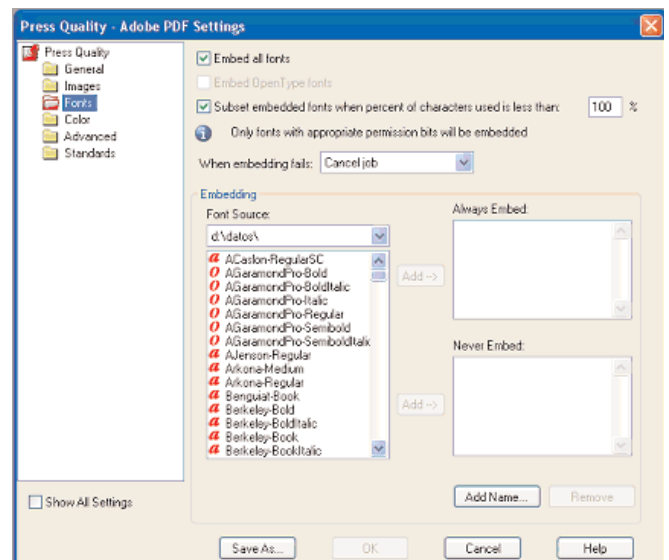 Press Quality - Adobe PDF Settings
Press Quality
General
Images
Fonts
Color
Advanced
Standards
Show All Settings
Embed all fonts
Embed OpenType fonts
Subset embedded fonts when percent of characters used is less than: 100 %
Only fonts with appropriate permission bits will be embedded
When embedding fails: Cancel job
Embedding
Font Source:
d:\datos\
ACaslon-RegularSC
AGaramondPro-Bold
AGaramondPro-BoldItalic
AGaramondPro-Italic
AGaramondPro-Regular
AGaramondPro-Semibold
AGaramondPro-SemiboldItalic
AJenson-Regular
Arkona-Medium
Arkona-Regular
Benguiat-Book
Berkeley-Bold
Berkeley-BoldItalic
Berkeley-Book
Berkeley-BookItalic
Add ->
Add ->
Always Embed:
Never Embed:
Add Name... Remove
Save As... OK Cancel Help